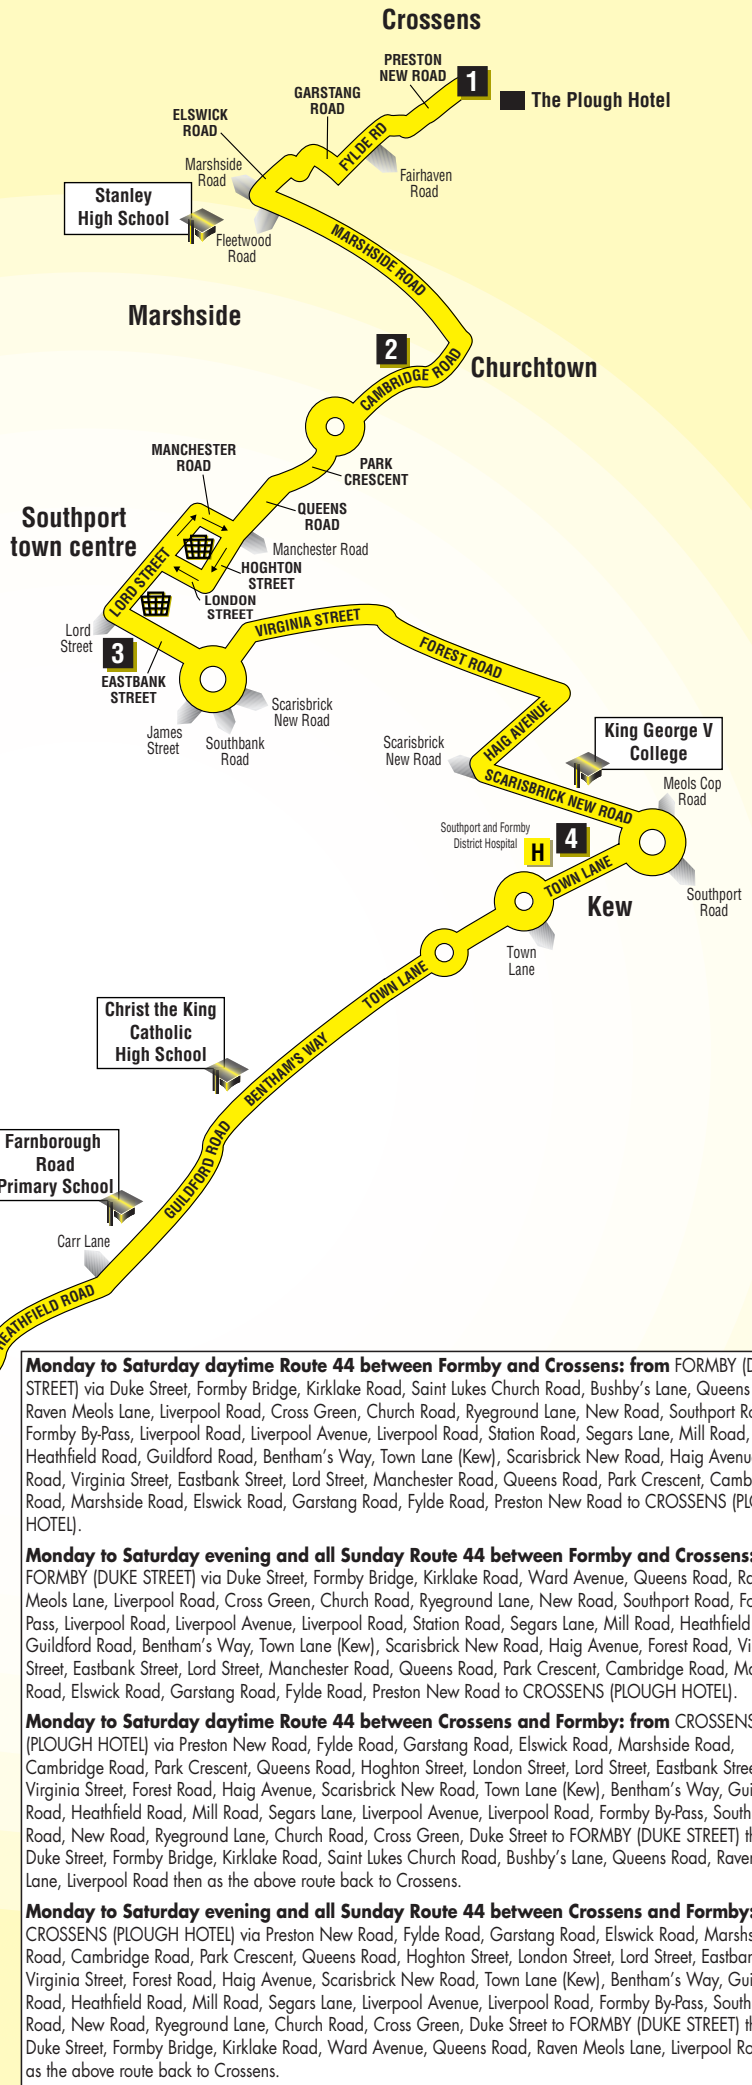 Crossens
PRESTON
NEW ROAD
1
The Plough Hotel
GARSTANG
ROAD
ELSWICK
ROAD
FYLDE RD
Marshside
Road
Fairhaven
Road
Stanley
High School
Fleetwood
Road
MARSHSIDE ROAD
Marshside
2
Churchtown
CAMBRIDGE ROAD
MANCHESTER
ROAD
PARK
CRESCENT
QUEENS
ROAD
Southport
town centre
Manchester Road
HOGHTON
STREET
LORD STREET
LONDON
STREET
Lord
Street
3
VIRGINIA STREET
EASTBANK
STREET
FOREST ROAD
Scarisbrick
New Road
James
Street
Southbank
Road
HAIG AVENUE
Scarisbrick
New Road
King George V
College
SCARISBRICK NEW ROAD
Meols Cop
Road
Southport and Formby
District Hospital
H
4
TOWN LANE
Kew
Southport
Road
Town
Lane
TOWN LANE
Christ the King
Catholic
High School
BENTHAM'S WAY
Farnborough
Road
Primary School
GUILDFORD ROAD
Carr Lane
HEATHFIELD ROAD
Monday to Saturday daytime Route 44 between Formby and Crossens: from FORMBY (D
STREET) via Duke Street, Formby Bridge, Kirklake Road, Saint Lukes Church Road, Bushby's Lane, Queens
Raven Meols Lane, Liverpool Road, Cross Green, Church Road, Ryeground Lane, New Road, Southport Ro
Formby By-Pass, Liverpool Road, Liverpool Avenue, Liverpool Road, Station Road, Segars Lane, Mill Road,
Heathfield Road, Guildford Road, Bentham's Way, Town Lane (Kew), Scarisbrick New Road, Haig Avenu
Road, Virginia Street, Eastbank Street, Lord Street, Manchester Road, Queens Road, Park Crescent, Camb
Road, Marshside Road, Elswick Road, Garstang Road, Fylde Road, Preston New Road to CROSSENS (PLO
HOTEL).
Monday to Saturday evening and all Sunday Route 44 between Formby and Crossens:
FORMBY (DUKE STREET) via Duke Street, Formby Bridge, Kirklake Road, Ward Avenue, Queens Road, Ra
Meols Lane, Liverpool Road, Cross Green, Church Road, Ryeground Lane, New Road, Southport Road, Fo
Pass, Liverpool Road, Liverpool Avenue, Liverpool Road, Station Road, Segars Lane, Mill Road, Heathfield
Guildford Road, Bentham's Way, Town Lane (Kew), Scarisbrick New Road, Haig Avenue, Forest Road, Vi
Street, Eastbank Street, Lord Street, Manchester Road, Queens Road, Park Crescent, Cambridge Road, Ma
Road, Elswick Road, Garstang Road, Fylde Road, Preston New Road to CROSSENS (PLOUGH HOTEL).
Monday to Saturday daytime Route 44 between Crossens and Formby: from CROSSENS
(PLOUGH HOTEL) via Preston New Road, Fylde Road, Garstang Road, Elswick Road, Marshside Road,
Cambridge Road, Park Crescent, Queens Road, Hoghton Street, London Street, Lord Street, Eastbank Stree
Virginia Street, Forest Road, Haig Avenue, Scarisbrick New Road, Town Lane (Kew), Bentham's Way, Gui
Road, Heathfield Road, Mill Road, Segars Lane, Liverpool Avenue, Liverpool Road, Formby By-Pass, South
Road, New Road, Ryeground Lane, Church Road, Cross Green, Duke Street to FORMBY (DUKE STREET) th
Duke Street, Formby Bridge, Kirklake Road, Saint Lukes Church Road, Bushby's Lane, Queens Road, Raven
Lane, Liverpool Road then as the above route back to Crossens.
Monday to Saturday evening and all Sunday Route 44 between Crossens and Formby:
CROSSENS (PLOUGH HOTEL) via Preston New Road, Fylde Road, Garstang Road, Elswick Road, Marshs
Road, Cambridge Road, Park Crescent, Queens Road, Hoghton Street, London Street, Lord Street, Eastban
Virginia Street, Forest Road, Haig Avenue, Scarisbrick New Road, Town Lane (Kew), Bentham's Way, Gui
Road, Heathfield Road, Mill Road, Segars Lane, Liverpool Avenue, Liverpool Road, Formby By-Pass, South
Road, New Road, Ryeground Lane, Church Road, Cross Green, Duke Street to FORMBY (DUKE STREET) th
Duke Street, Formby Bridge, Kirklake Road, Ward Avenue, Queens Road, Raven Meols Lane, Liverpool Ro
as the above route back to Crossens.